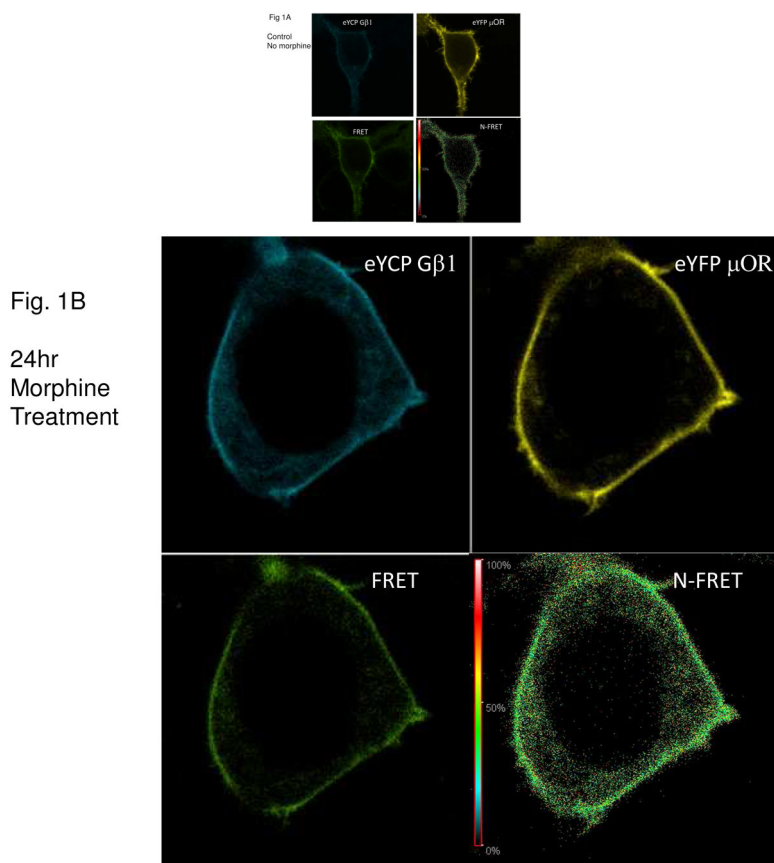 Fig 1A
Control
No morphine
eYCP Gβ1
eYFP μOR
FRET
N-FRET
Fig. 1B
24hr
Morphine
Treatment
eYCP Gβ1
eYFP μOR
FRET
N-FRET
100%
50%
0%